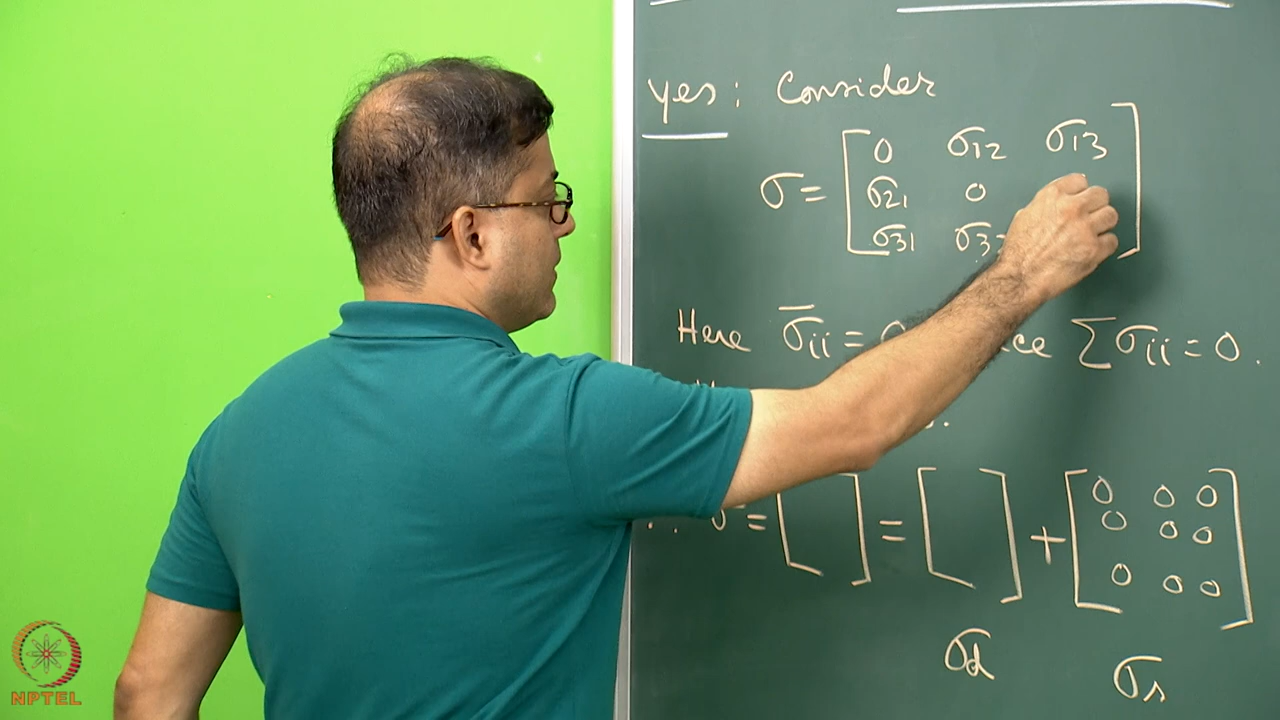 yes: Consider
σ = [ 0 σ12 σ13
σ21 0
σ31 σ3 ]
Here σ̅ii = 0 Σσii = 0.
∴ σ = [ ] = [ ] + [ 0 0 0
0 0 0
0 0 0 ]
σd σs
NPTEL